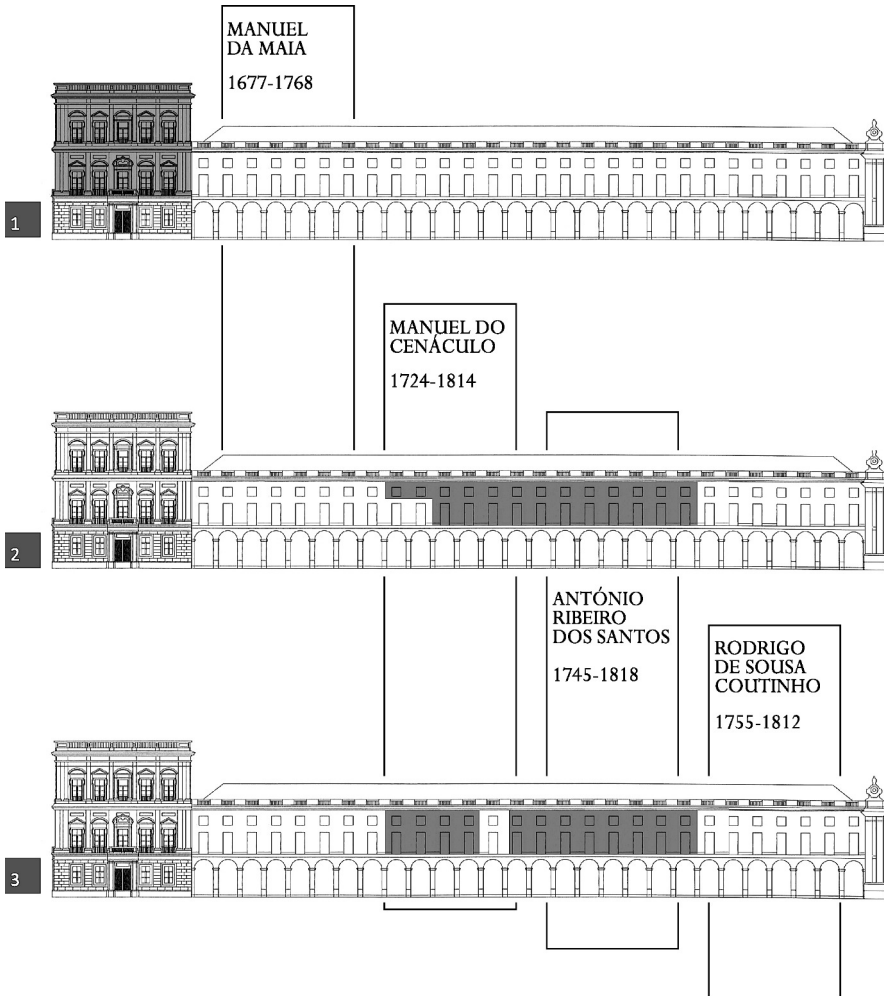 MANUEL
DA MAIA
1677-1768
1
MANUEL DO
CENÁCULO
1724-1814
2
ANTÓNIO
RIBEIRO
DOS SANTOS
1745-1818
RODRIGO
DE SOUSA
COUTINHO
1755-1812
3